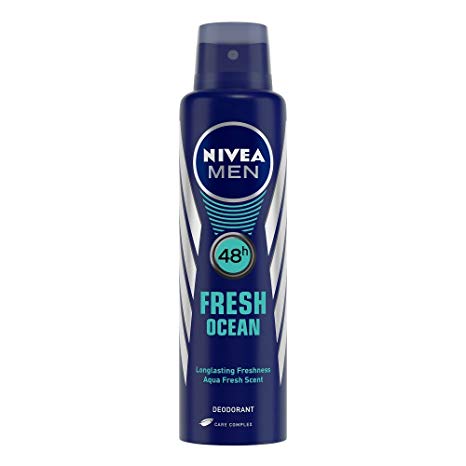 NIVEA
MEN
48h
FRESH
OCEAN
Longlasting Freshness
Aqua Fresh Scent
DEODORANT
CARE COMPLEX